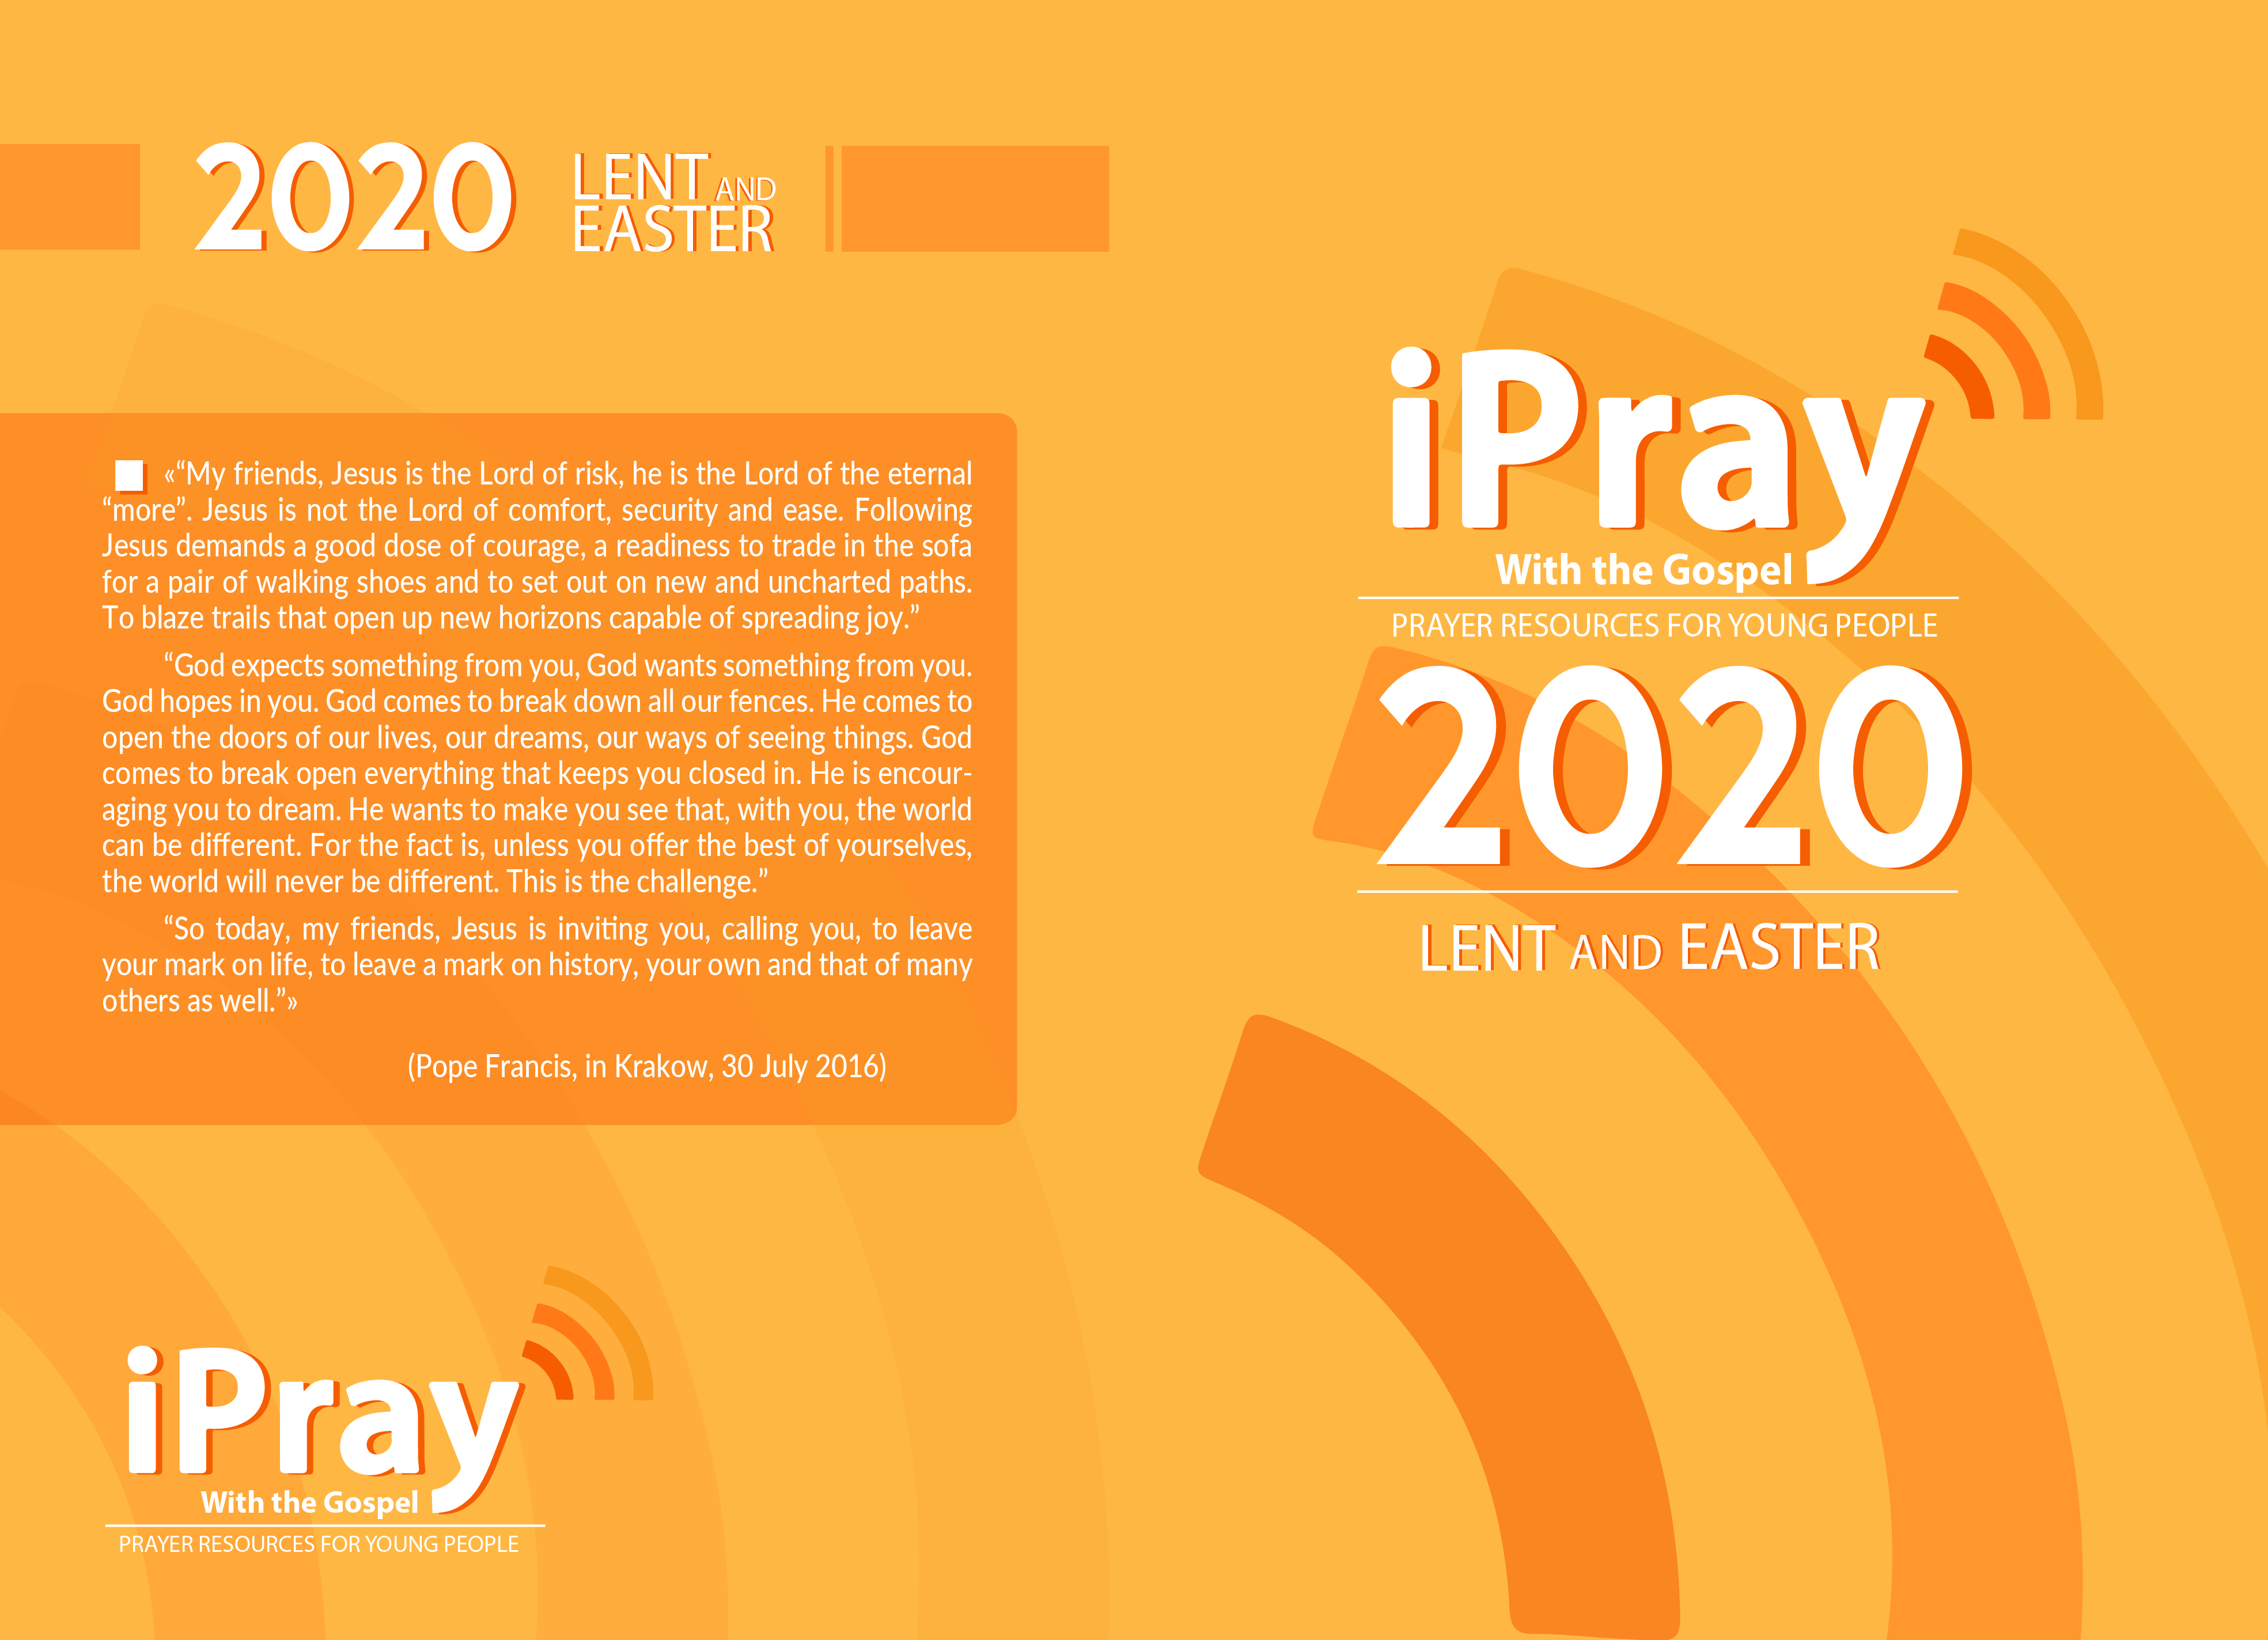 2020
LENT AND
EASTER
«“My friends, Jesus is the Lord of risk, he is the Lord of the eternal
“more”. Jesus is not the Lord of comfort, security and ease. Following
Jesus demands a good dose of courage, a readiness to trade in the sofa
for a pair of walking shoes and to set out on new and uncharted paths.
To blaze trails that open up new horizons capable of spreading joy.”
“God expects something from you, God wants something from you.
God hopes in you. God comes to break down all our fences. He comes to
open the doors of our lives, our dreams, our ways of seeing things. God
comes to break open everything that keeps you closed in. He is encour-
aging you to dream. He wants to make you see that, with you, the world
can be different. For the fact is, unless you offer the best of yourselves,
the world will never be different. This is the challenge.”
“So today, my friends, Jesus is inviting you, calling you, to leave
your mark on life, to leave a mark on history, your own and that of many
others as well.”»
(Pope Francis, in Krakow, 30 July 2016)
iPray
With the Gospel
PRAYER RESOURCES FOR YOUNG PEOPLE
iPray
With the Gospel
PRAYER RESOURCES FOR YOUNG PEOPLE
2020
LENT AND EASTER